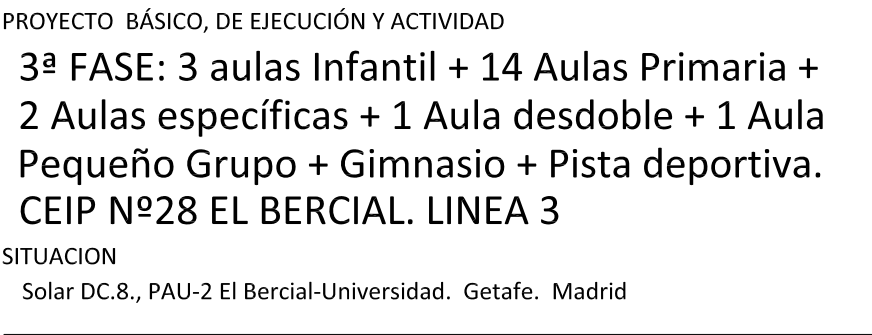 PROYECTO BÁSICO, DE EJECUCIÓN Y ACTIVIDAD
3ª FASE: 3 aulas Infantil + 14 Aulas Primaria +
2 Aulas específicas + 1 Aula desdoble + 1 Aula
Pequeño Grupo + Gimnasio + Pista deportiva.
CEIP Nº28 EL BERCIAL. LINEA 3
SITUACION
Solar DC.8., PAU-2 El Bercial-Universidad. Getafe. Madrid